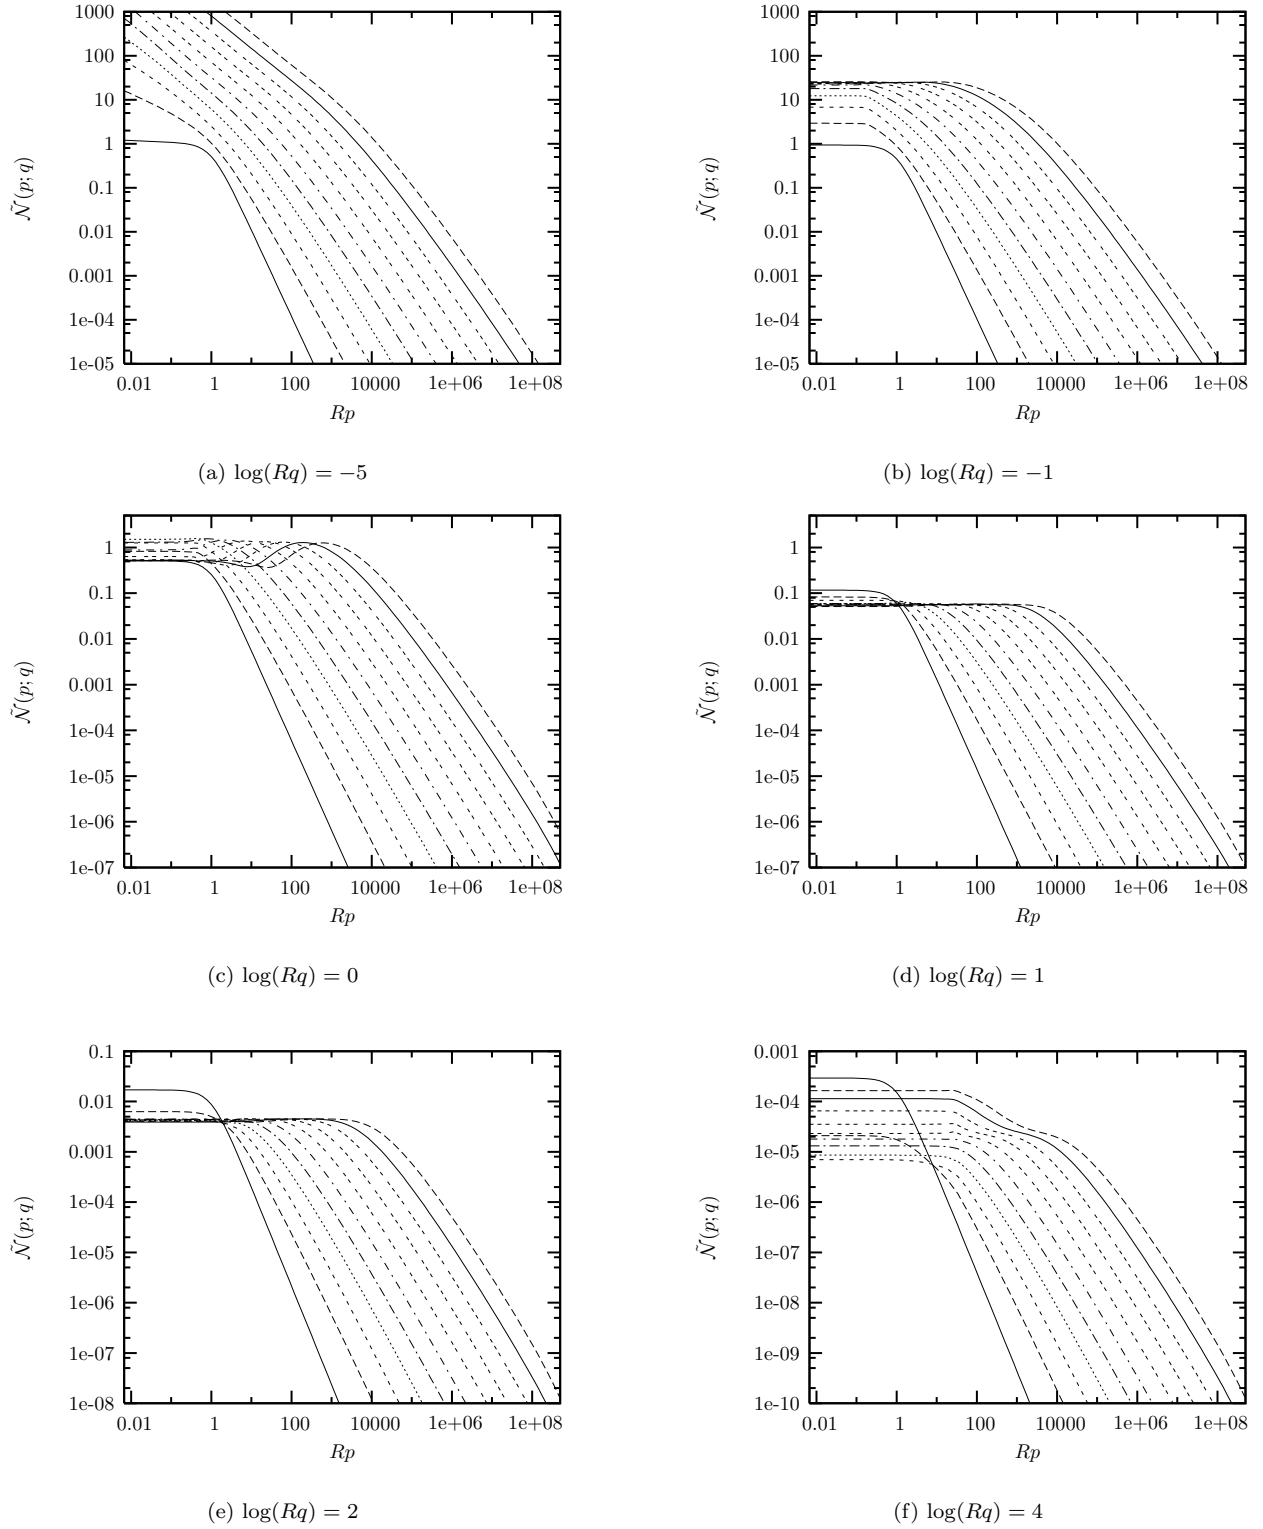 1000
100
10
1
0.1
0.01
0.001
1e-04
1e-05
Ñ(p; q)
0.01 1 100 10000 1e+06 1e+08
Rp
(a) log(Rq) = −5
1000
100
10
1
0.1
0.01
0.001
1e-04
1e-05
Ñ(p; q)
0.01 1 100 10000 1e+06 1e+08
Rp
(b) log(Rq) = −1
1
0.1
0.01
0.001
1e-04
1e-05
1e-06
1e-07
Ñ(p; q)
0.01 1 100 10000 1e+06 1e+08
Rp
(c) log(Rq) = 0
1
0.1
0.01
0.001
1e-04
1e-05
1e-06
1e-07
Ñ(p; q)
0.01 1 100 10000 1e+06 1e+08
Rp
(d) log(Rq) = 1
0.1
0.01
0.001
1e-04
1e-05
1e-06
1e-07
1e-08
Ñ(p; q)
0.01 1 100 10000 1e+06 1e+08
Rp
(e) log(Rq) = 2
0.001
1e-04
1e-05
1e-06
1e-07
1e-08
1e-09
1e-10
Ñ(p; q)
0.01 1 100 10000 1e+06 1e+08
Rp
(f) log(Rq) = 4